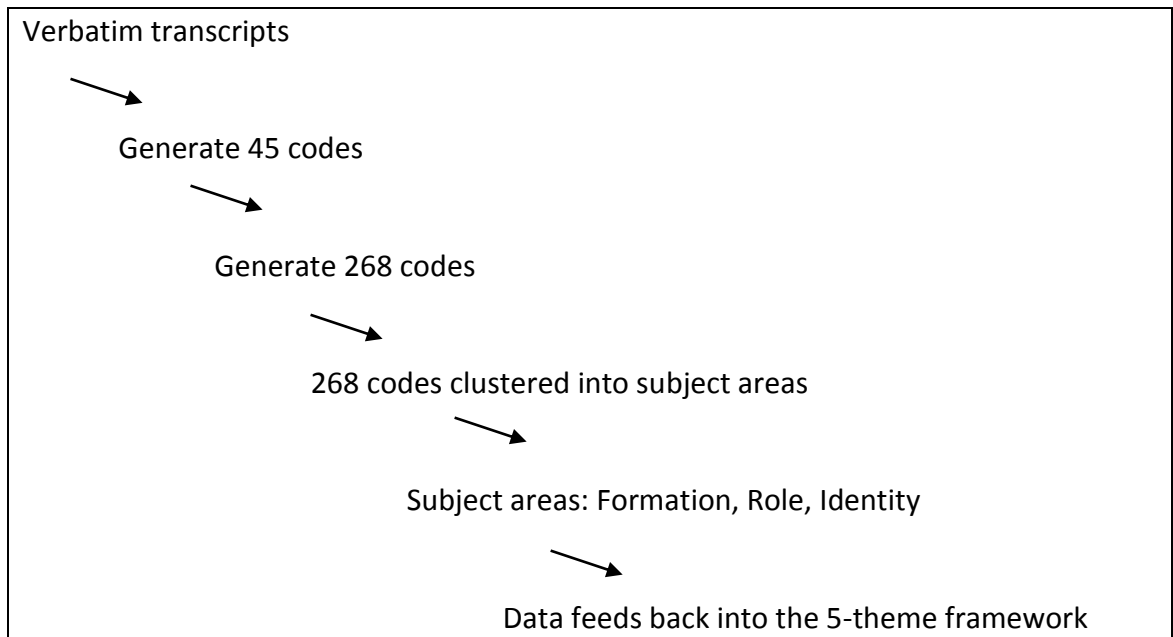 Verbatim transcripts
Generate 45 codes
Generate 268 codes
268 codes clustered into subject areas
Subject areas: Formation, Role, Identity
Data feeds back into the 5-theme framework